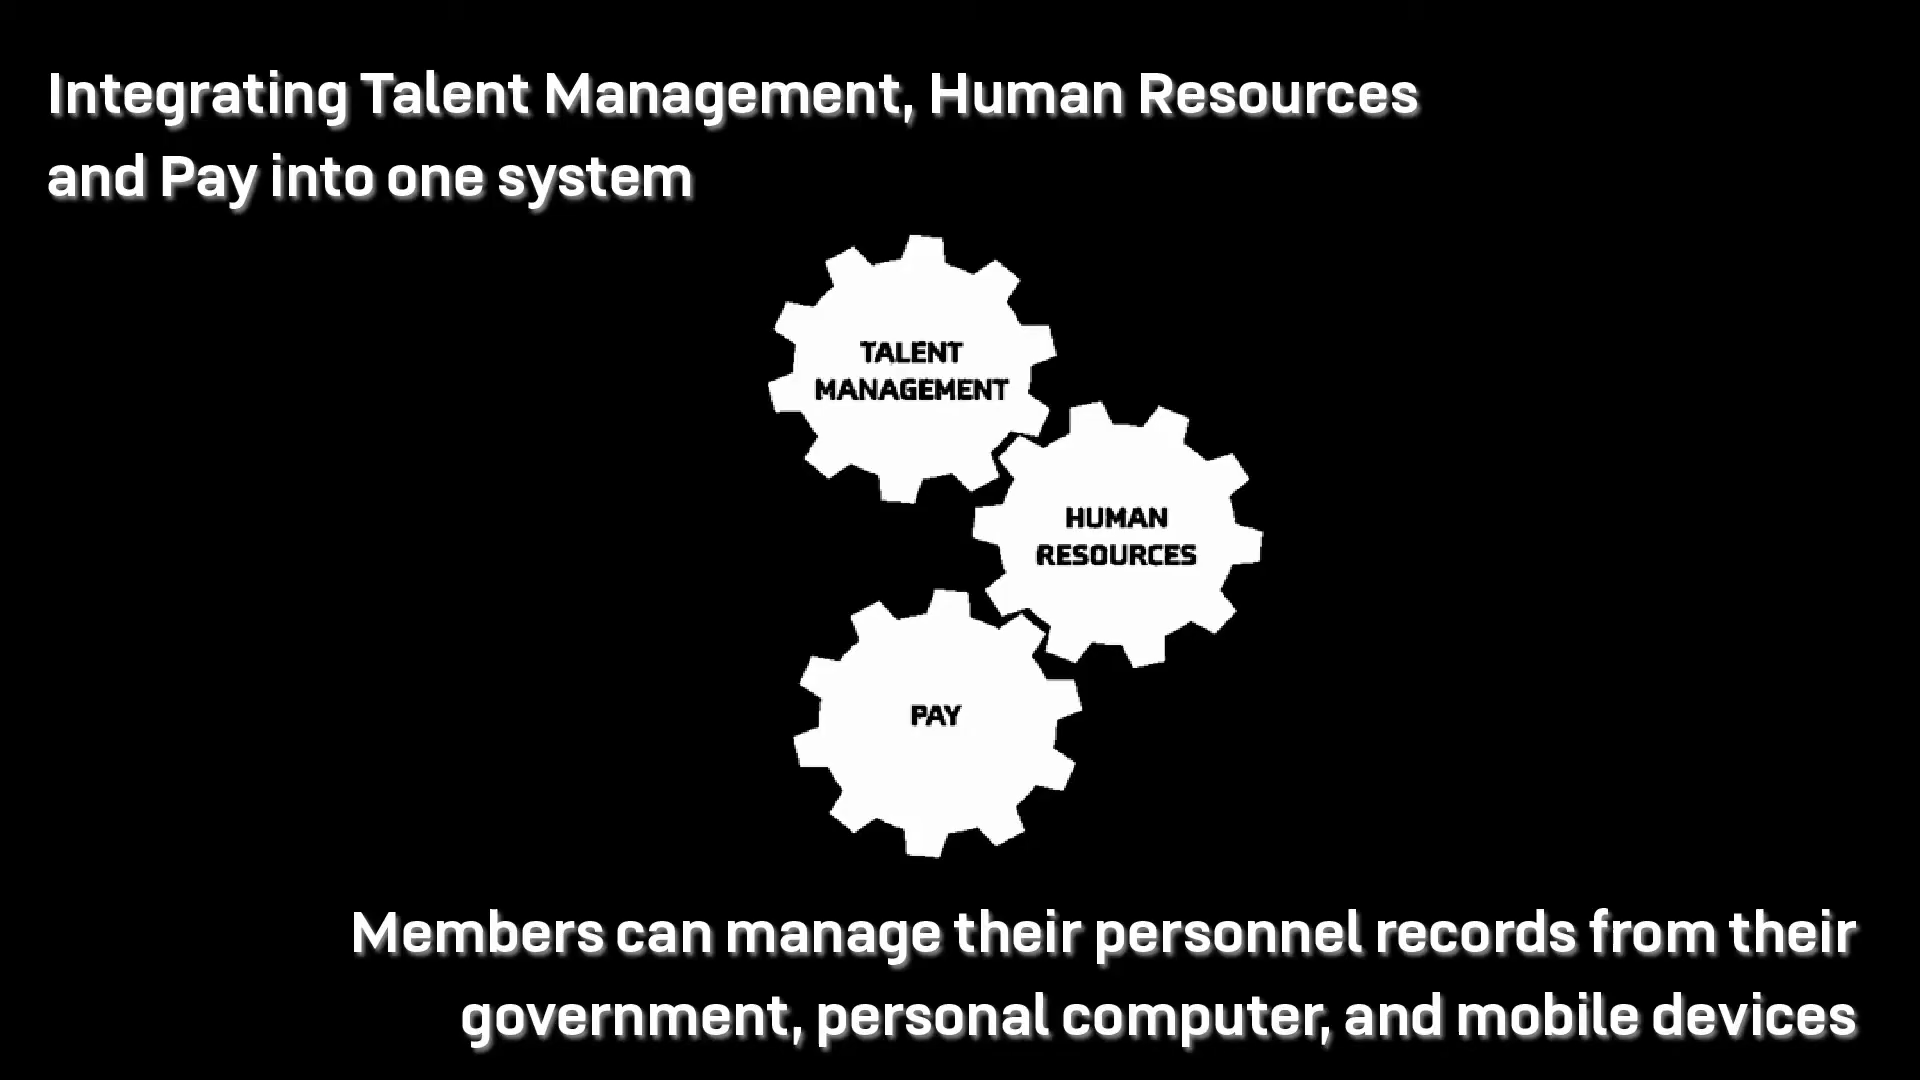 Integrating Talent Management, Human Resources
and Pay into one system
TALENT
MANAGEMENT
HUMAN
RESOURCES
PAY
Members can manage their personnel records from their
government, personal computer, and mobile devices